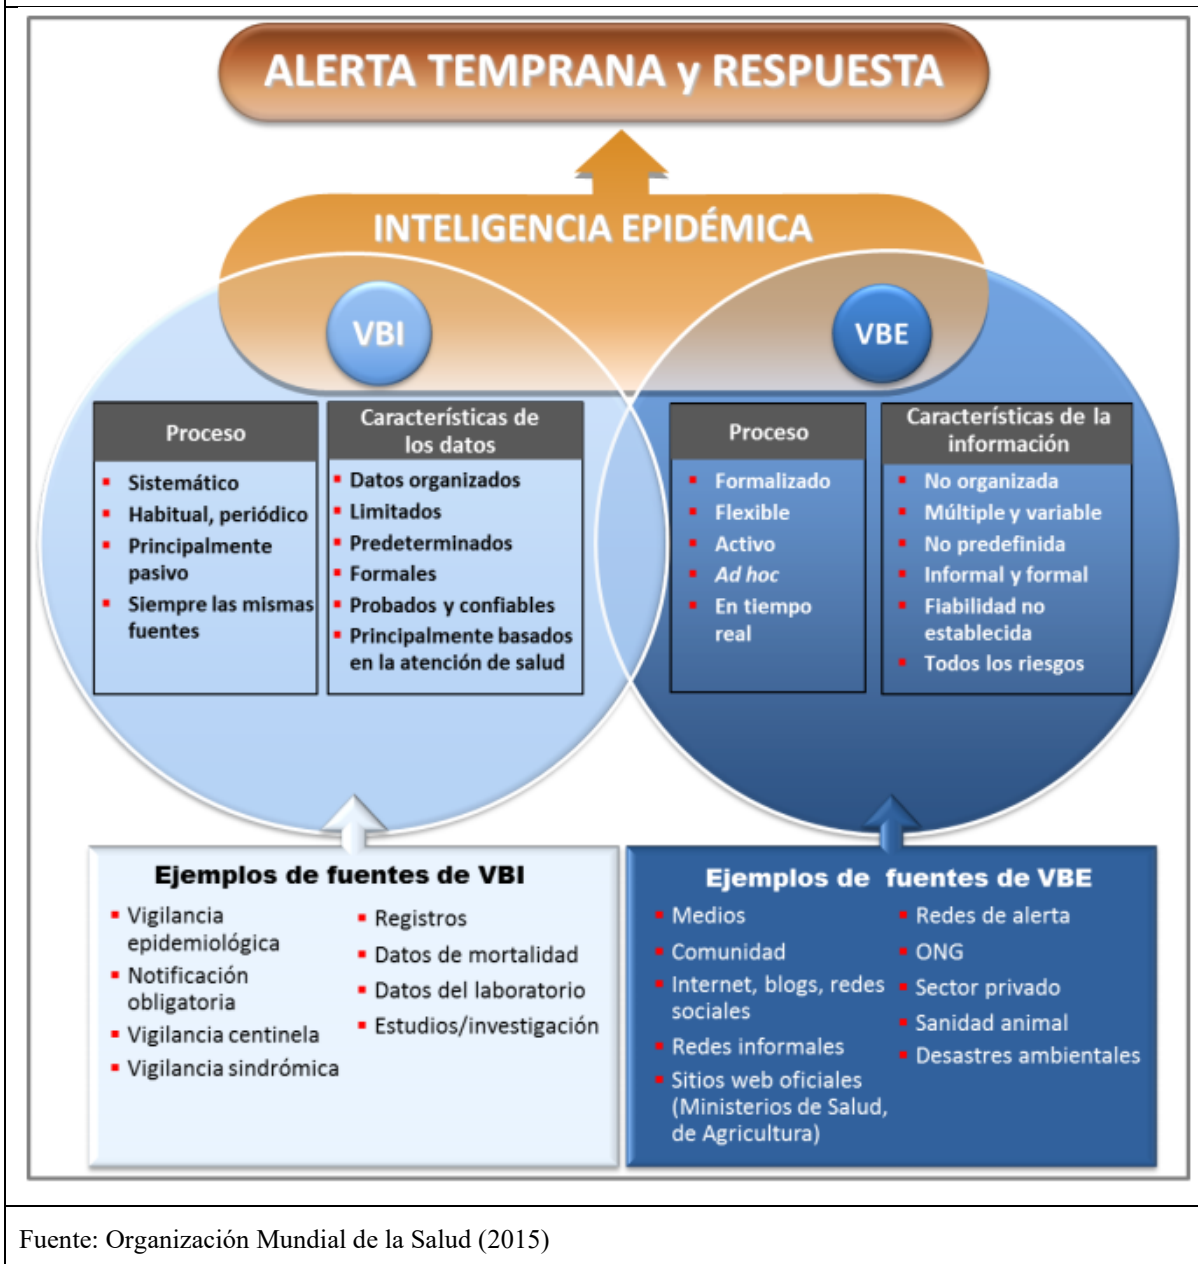 ALERTA TEMPRANA y RESPUESTA
INTELIGENCIA EPIDÉMICA
VBI
VBE
Proceso
Sistemático
Habitual, periódico
Principalmente
pasivo
Siempre las mismas
fuentes
Características de
los datos
Datos organizados
Limitados
Predeterminados
Formales
Probados y confiables
Principalmente basados
en la atención de salud
Proceso
Formalizado
Flexible
Activo
Ad hoc
En tiempo
real
Características de la
información
No organizada
Múltiple y variable
No predefinida
Informal y formal
Fiabilidad no
establecida
Todos los riesgos
Ejemplos de fuentes de VBI
Vigilancia
epidemiológica
Notificación
obligatoria
Vigilancia centinela
Vigilancia sindrómica
Registros
Datos de mortalidad
Datos del laboratorio
Estudios/investigación
Ejemplos de fuentes de VBE
Medios
Comunidad
Internet, blogs, redes
sociales
Redes informales
Sitios web oficiales
(Ministerios de Salud,
de Agricultura)
Redes de alerta
ONG
Sector privado
Sanidad animal
Desastres ambientales
Fuente: Organización Mundial de la Salud (2015)